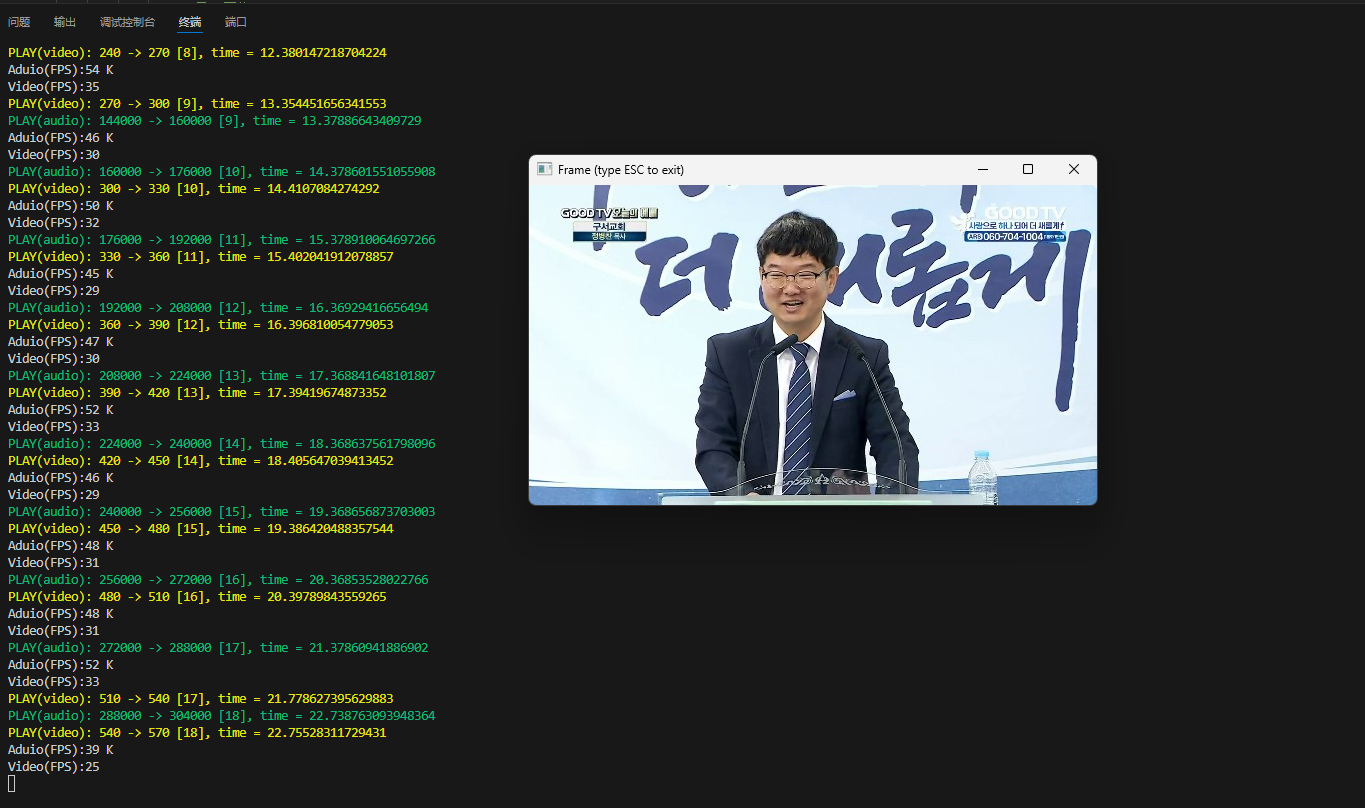 问题 输出 调试控制台 终端 端口
PLAY(video): 240 -> 270 [8], time = 12.380147218704224
Aduio(FPS):54 K
Video(FPS):35
PLAY(video): 270 -> 300 [9], time = 13.354451656341553
PLAY(audio): 144000 -> 160000 [9], time = 13.37886643409729
Aduio(FPS):46 K
Video(FPS):30
PLAY(audio): 160000 -> 176000 [10], time = 14.378601551055908
PLAY(video): 300 -> 330 [10], time = 14.4107084274292
Aduio(FPS):50 K
Video(FPS):32
PLAY(audio): 176000 -> 192000 [11], time = 15.378910064697266
PLAY(video): 330 -> 360 [11], time = 15.402041912078857
Aduio(FPS):45 K
Video(FPS):29
PLAY(audio): 192000 -> 208000 [12], time = 16.36929416656494
PLAY(video): 360 -> 390 [12], time = 16.396810054779053
Aduio(FPS):47 K
Video(FPS):30
PLAY(audio): 208000 -> 224000 [13], time = 17.368841648101807
PLAY(video): 390 -> 420 [13], time = 17.39419674873352
Aduio(FPS):52 K
Video(FPS):33
PLAY(audio): 224000 -> 240000 [14], time = 18.368637561798096
PLAY(video): 420 -> 450 [14], time = 18.405647039413452
Aduio(FPS):46 K
Video(FPS):29
PLAY(audio): 240000 -> 256000 [15], time = 19.368656873703003
PLAY(video): 450 -> 480 [15], time = 19.386420488357544
Aduio(FPS):48 K
Video(FPS):31
PLAY(audio): 256000 -> 272000 [16], time = 20.36853528022766
PLAY(video): 480 -> 510 [16], time = 20.39789843559265
Aduio(FPS):48 K
Video(FPS):31
PLAY(audio): 272000 -> 288000 [17], time = 21.37860941886902
Aduio(FPS):52 K
Video(FPS):33
PLAY(video): 510 -> 540 [17], time = 21.778627395629883
PLAY(audio): 288000 -> 304000 [18], time = 22.738763093948364
PLAY(video): 540 -> 570 [18], time = 22.75528311729431
Aduio(FPS):39 K
Video(FPS):25
Frame (type ESC to exit)
GOODTV 오늘의
구서교회
정병찬 목사
GOODTV
사랑으로 하나 되어 더 새롭게!
ARS 060-704-1004
더 롭게